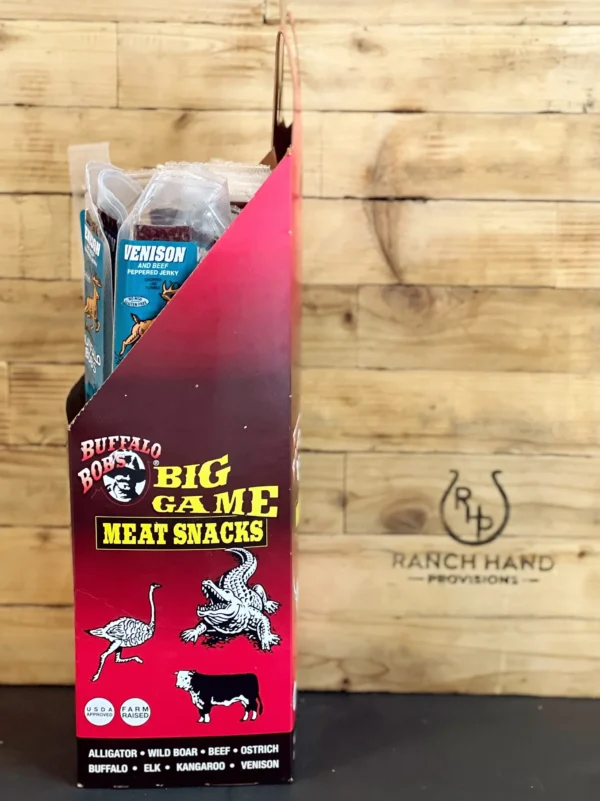 VENISON
AND BEEF
PEPPERED JERKY
BUFFALO
BOB'S
BIG
GAME
MEAT SNACKS
USDA
APPROVED
FARM
RAISED
ALLIGATOR • WILD BOAR • BEEF • OSTRICH
BUFFALO • ELK • KANGAROO • VENISON
RHP
RANCH HAND
PROVISIONS